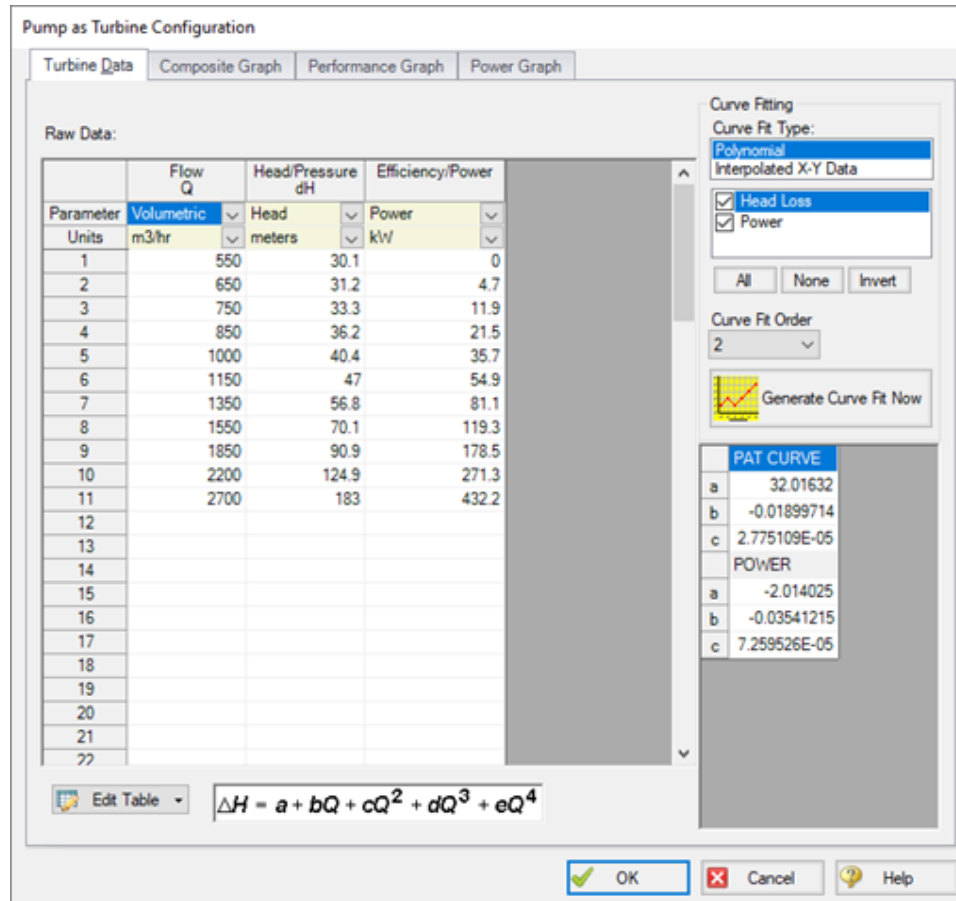 Pump as Turbine Configuration
Turbine Data Composite Graph Performance Graph Power Graph
Raw Data:
Flow Q Head/Pressure dH Efficiency/Power
Parameter Volumetric Head Power
Units m3/hr meters kW
1 550 30.1 0
2 650 31.2 4.7
3 750 33.3 11.9
4 850 36.2 21.5
5 1000 40.4 35.7
6 1150 47 54.9
7 1350 56.8 81.1
8 1550 70.1 119.3
9 1850 90.9 178.5
10 2200 124.9 271.3
11 2700 183 432.2
12
13
14
15
16
17
18
19
20
21
22
Edit Table
ΔH = a + bQ + cQ² + dQ³ + eQ⁴
Curve Fitting
Curve Fit Type:
Polynomial
Interpolated X-Y Data
Head Loss
Power
All None Invert
Curve Fit Order
2
Generate Curve Fit Now
PAT CURVE
a 32.01632
b -0.01899714
c 2.775109E-05
POWER
a -2.014025
b -0.03541215
c 7.259526E-05
OK Cancel Help